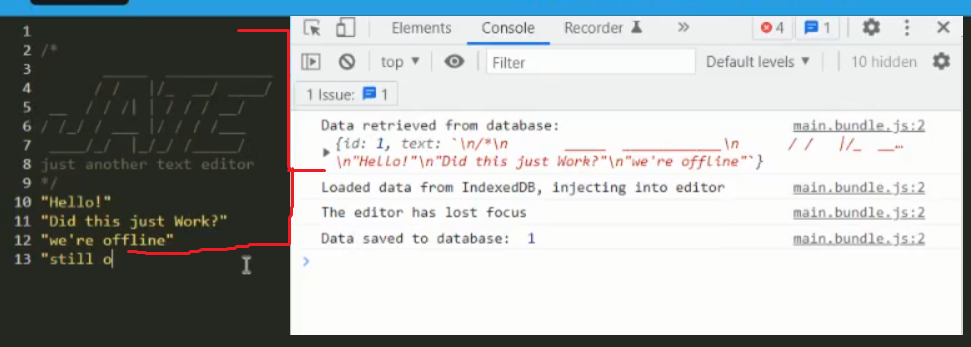 1
2 /*
3
4
5
6
7
8 just another text editor
9 */
10 "Hello!"
11 "Did this just Work?"
12 "we're offline"
13 "still o
Elements Console Recorder » 4 1
top ▼ Filter Default levels ▼ 10 hidden
1 Issue: 1
Data retrieved from database: main.bundle.js:2
▶ {id: 1, text: `\n/*\n _____ ____________\n / / |/_ __…
\n"Hello!"\n"Did this just Work?"\n"we're offline"`}
Loaded data from IndexedDB, injecting into editor main.bundle.js:2
The editor has lost focus main.bundle.js:2
Data saved to database: 1 main.bundle.js:2
>